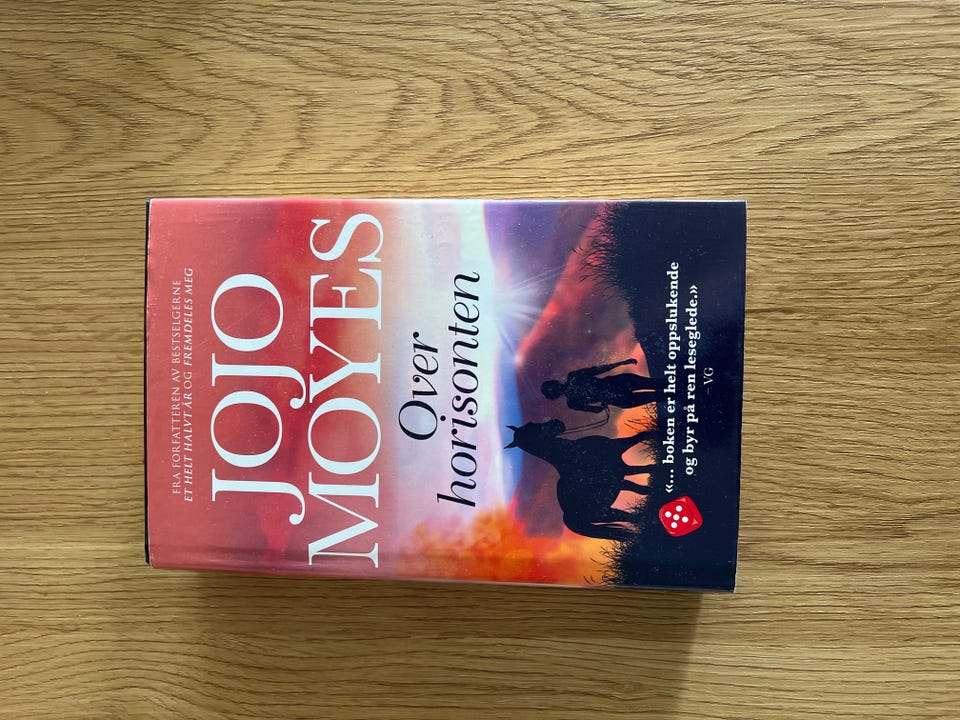 FRA FORFATTEREN AV BESTSELGERNE
ET HELT HALVT ÅR OG FREMDELES MEG
JOJO
MOYES
Over
horisonten
«... boken er helt oppslukende
og byr på ren leseglede.»
–VG